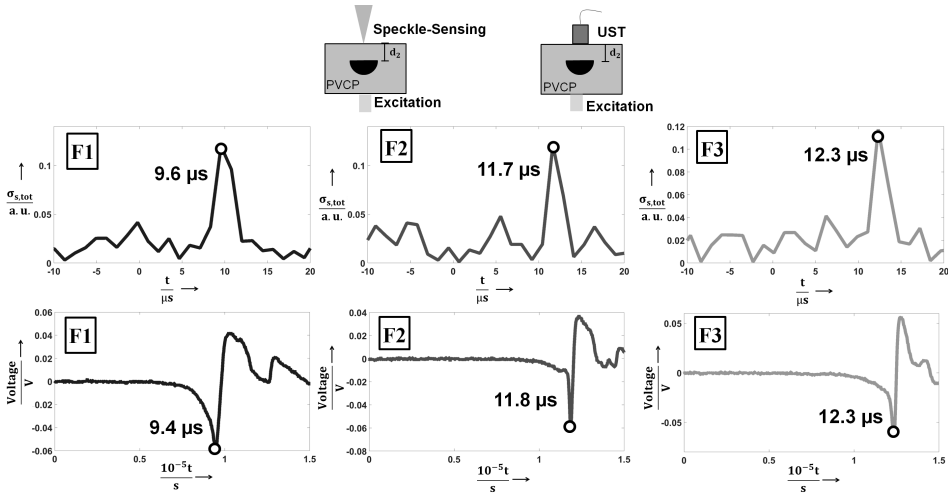 Speckle-Sensing
d₂
PVCP
Excitation
UST
d₂
PVCP
Excitation
F1
9.6 µs
σs,tot
a. u.
0.1
0.05
0
-10 -5 0 5 10 15 20
t
µs
F2
11.7 µs
σs,tot
a. u.
0.1
0.05
0
-10 -5 0 5 10 15 20
t
µs
F3
12.3 µs
σs,tot
a. u.
0.12
0.1
0.08
0.06
0.04
0.02
0
-10 -5 0 5 10 15 20
t
µs
F1
9.4 µs
Voltage
V
0.06
0.04
0.02
0
-0.02
-0.04
-0.06
0 0.5 1 1.5
10⁻⁵t
s
F2
11.8 µs
Voltage
V
0.04
0.02
0
-0.02
-0.04
-0.06
-0.08
0 0.5 1 1.5
10⁻⁵t
s
F3
12.3 µs
Voltage
V
0.05
0
-0.05
0 0.5 1 1.5
10⁻⁵t
s